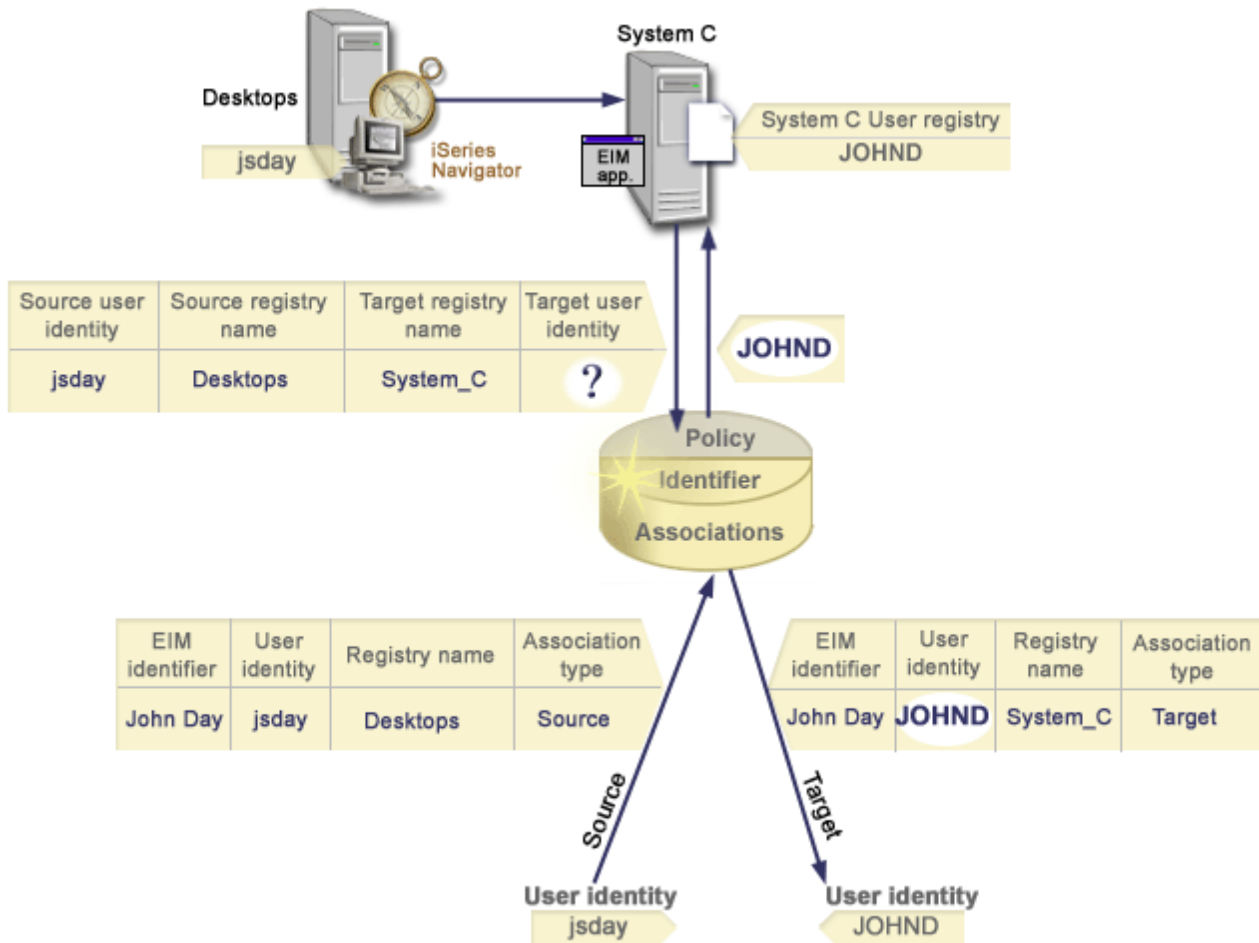 System C
Desktops
jsday
iSeries
Navigator
EIM
app.
System C User registry
JOHND
Source user
identity
Source registry
name
Target registry
name
Target user
identity
jsday
Desktops
System_C
?
JOHND
Policy
Identifier
Associations
EIM
identifier
User
identity
Registry name
Association
type
John Day
jsday
Desktops
Source
EIM
identifier
User
identity
Registry
name
Association
type
John Day
JOHND
System_C
Target
Source
Target
User identity
jsday
User identity
JOHND